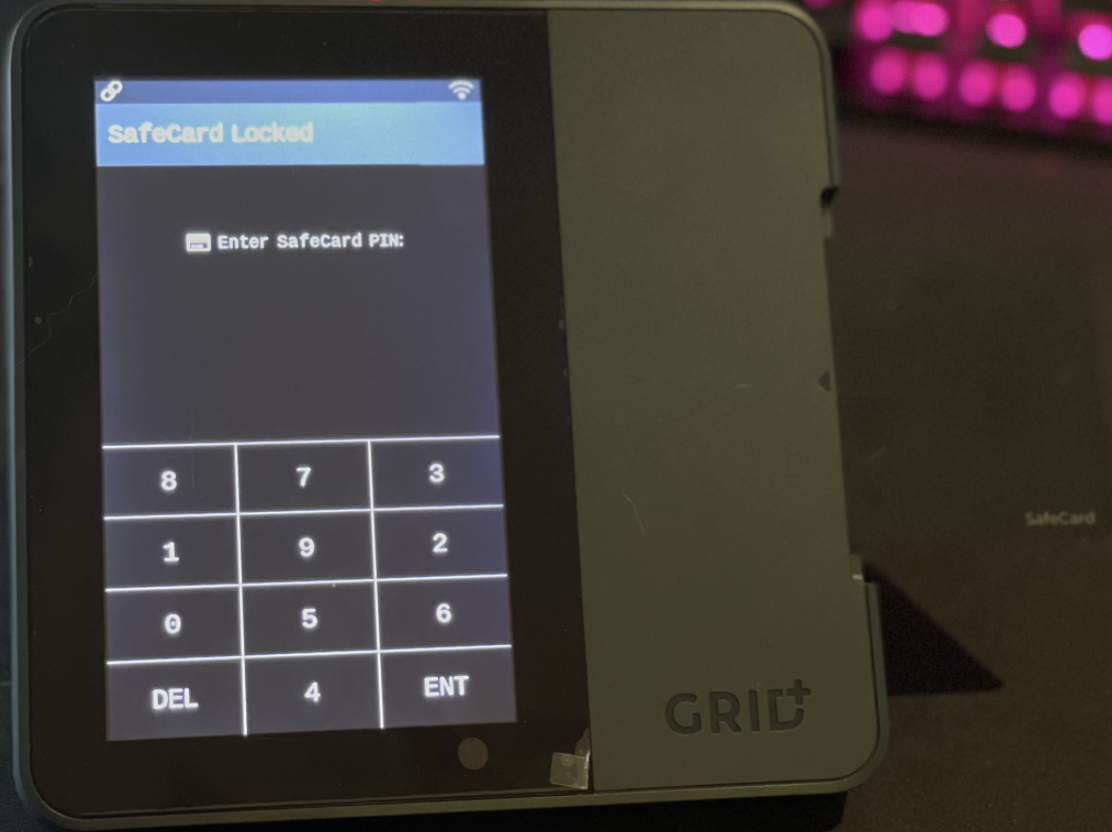 SafeCard Locked
Enter SafeCard PIN:
8 7 3
1 9 2
0 5 6
DEL 4 ENT
GRID+
SafeCard